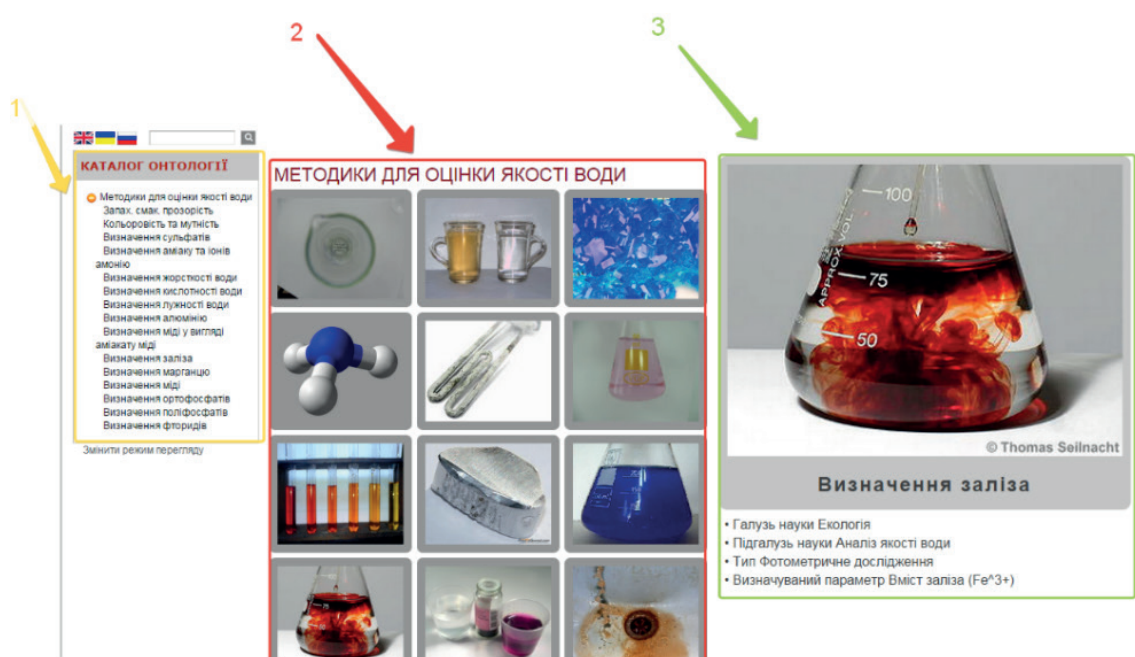 1
2
3
КАТАЛОГ ОНТОЛОГІЇ
Методики для оцінки якості води
Запах, смак, прозорість
Кольоровість та мутність
Визначення сульфатів
Визначення аміаку та іонів
амонію
Визначення жорсткості води
Визначення кислотності води
Визначення лужності води
Визначення алюмінію
Визначення міді у вигляді
аміакату міді
Визначення заліза
Визначення марганцю
Визначення міді
Визначення ортофосфатів
Визначення поліфосфатів
Визначення фторидів
Змінити режим перегляду
МЕТОДИКИ ДЛЯ ОЦІНКИ ЯКОСТІ ВОДИ
100
APPROX. VOL.
75
50
© Thomas Seilnacht
Визначення заліза
• Галузь науки Екологія
• Підгалузь науки Аналіз якості води
• Тип Фотометричне дослідження
• Визначуваний параметр Вміст заліза (Fe^3+)